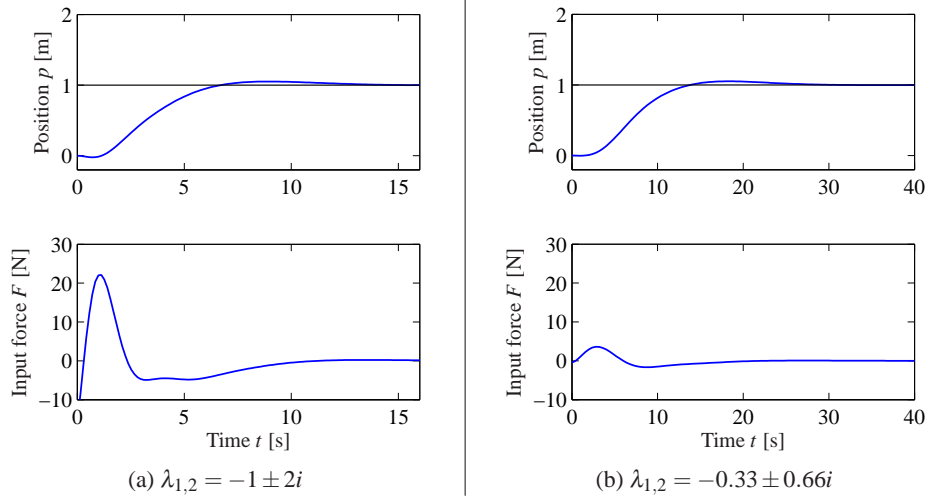 2
1
0
Position p [m]
0 5 10 15
30
20
10
0
–10
Input force F [N]
0 5 10 15
Time t [s]
(a) λ1,2 = −1 ± 2i
2
1
0
Position p [m]
0 10 20 30 40
30
20
10
0
–10
Input force F [N]
0 10 20 30 40
Time t [s]
(b) λ1,2 = −0.33 ± 0.66i